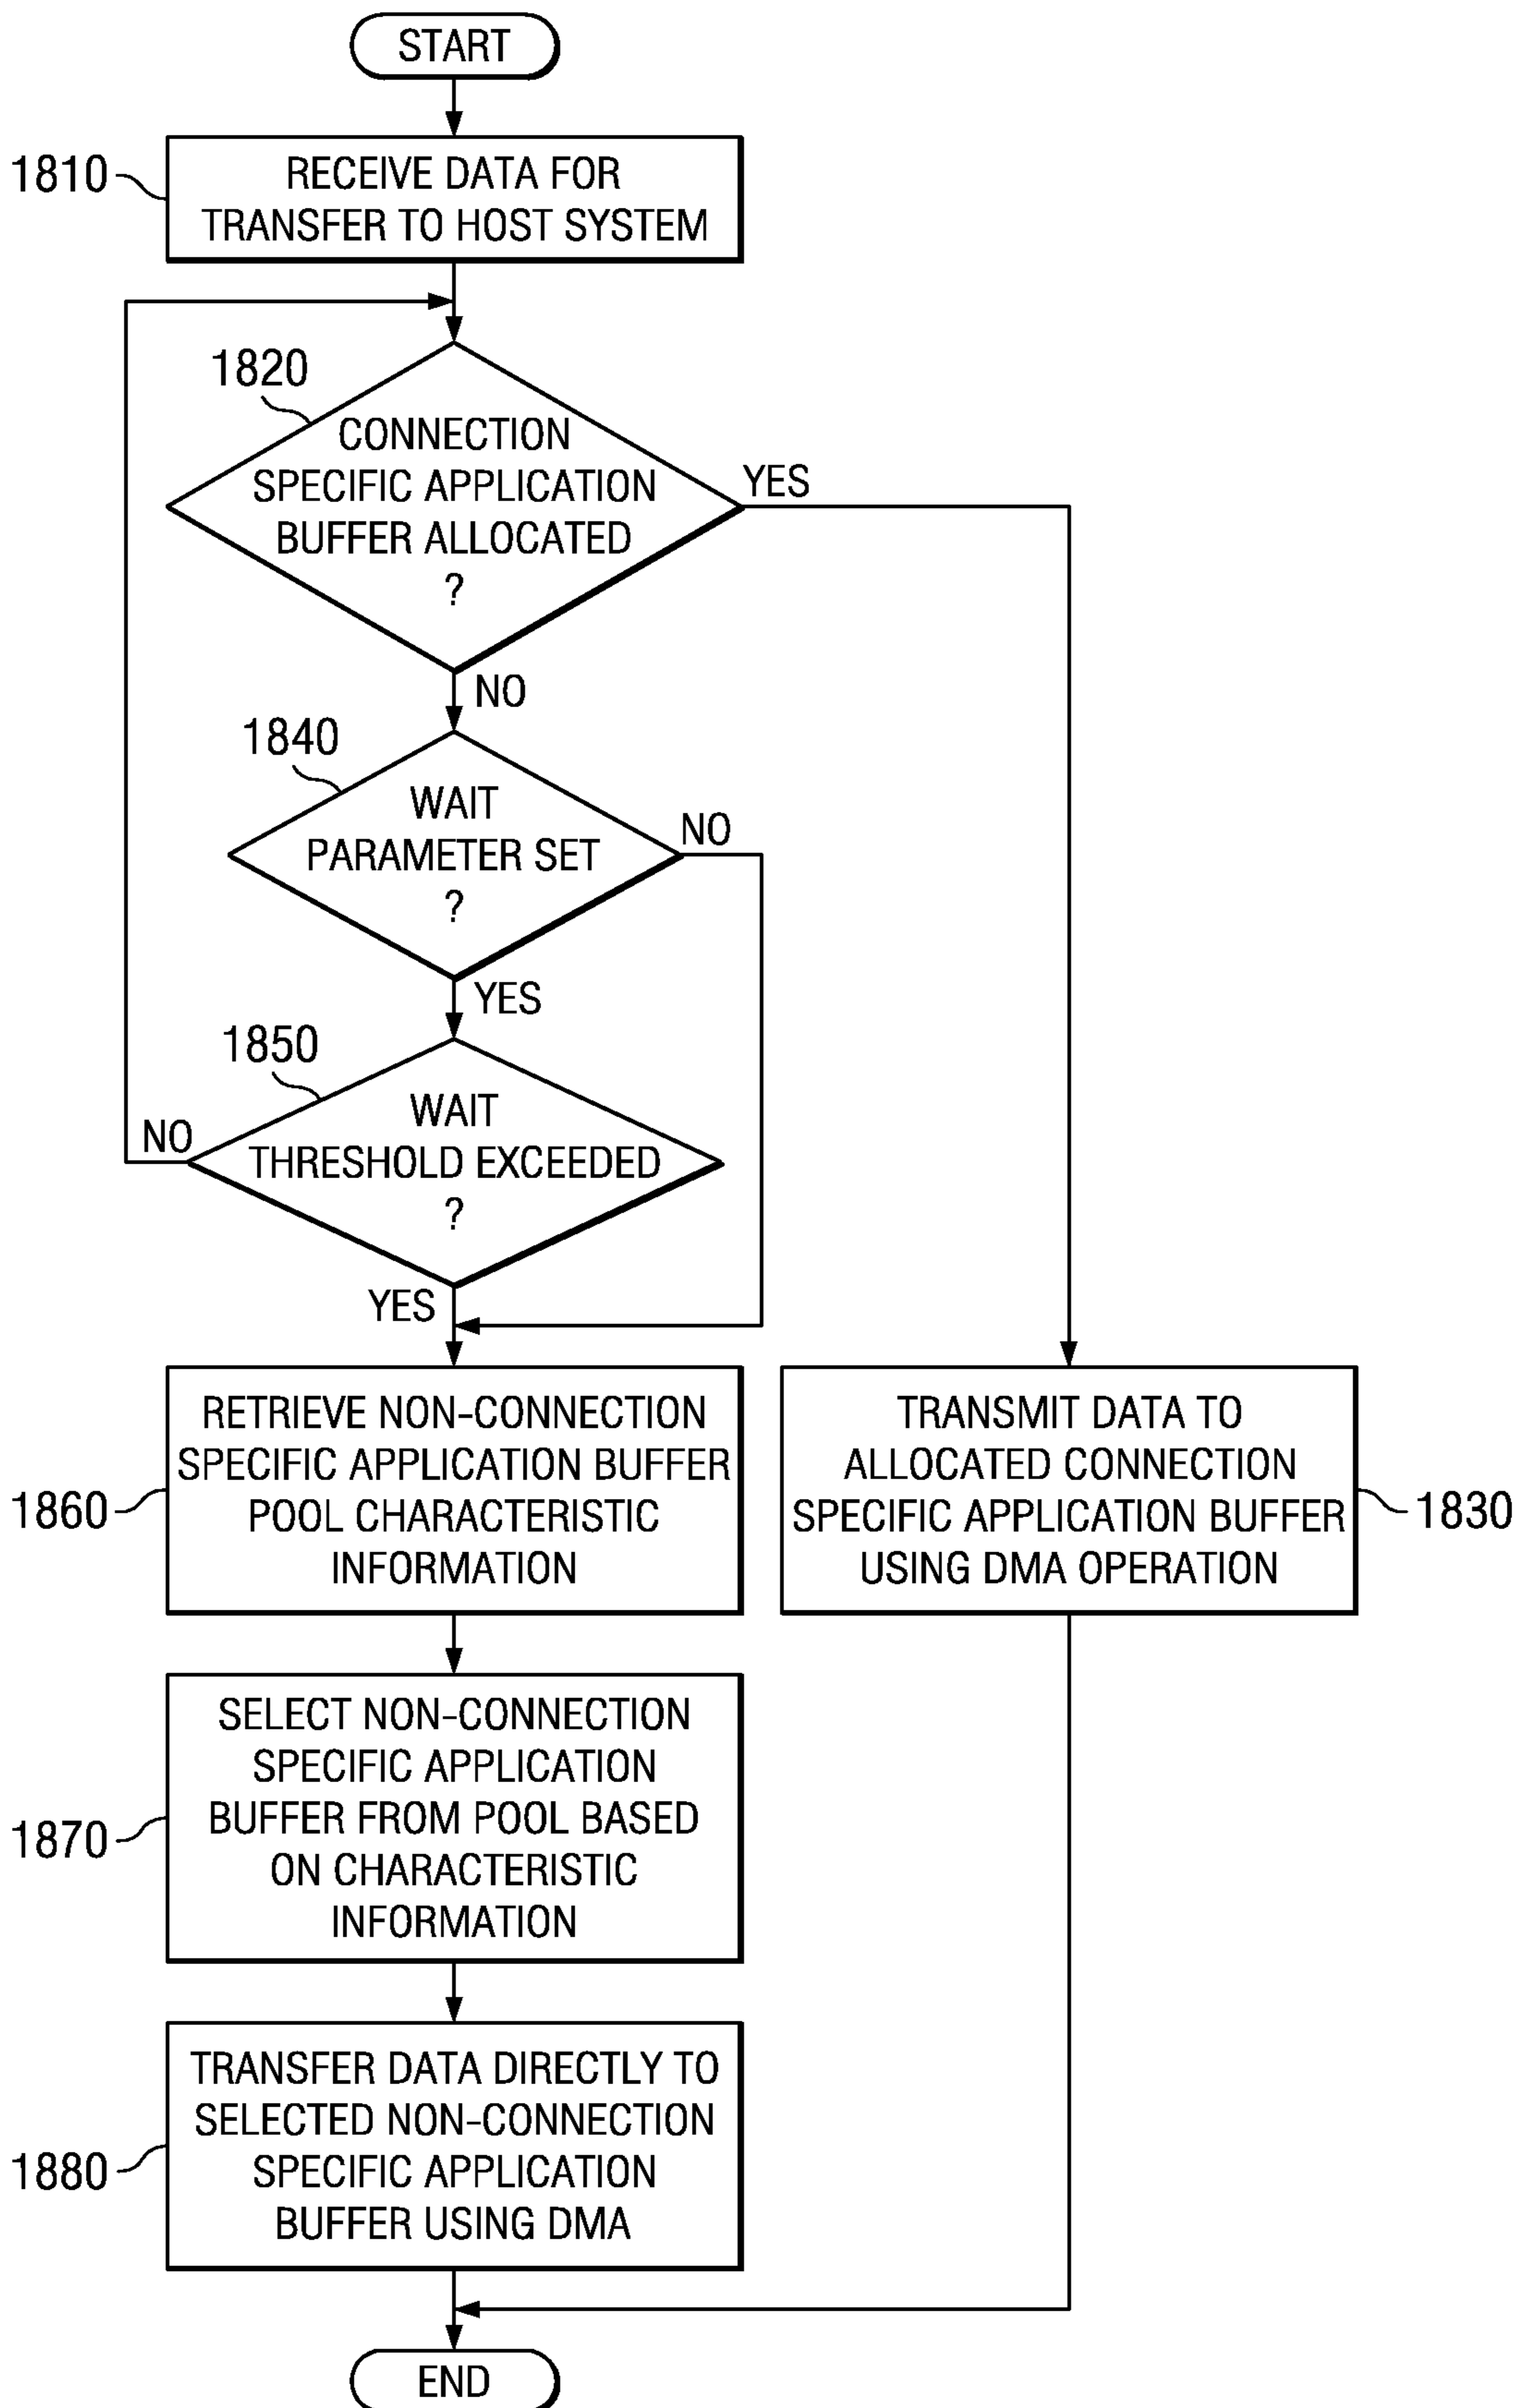 START
1810
RECEIVE DATA FOR
TRANSFER TO HOST SYSTEM
1820
CONNECTION
SPECIFIC APPLICATION
BUFFER ALLOCATED
?
YES
NO
1840
WAIT
PARAMETER SET
?
NO
YES
1850
WAIT
THRESHOLD EXCEEDED
?
NO
YES
1860
RETRIEVE NON-CONNECTION
SPECIFIC APPLICATION BUFFER
POOL CHARACTERISTIC
INFORMATION
TRANSMIT DATA TO
ALLOCATED CONNECTION
SPECIFIC APPLICATION BUFFER
USING DMA OPERATION
1830
1870
SELECT NON-CONNECTION
SPECIFIC APPLICATION
BUFFER FROM POOL BASED
ON CHARACTERISTIC
INFORMATION
1880
TRANSFER DATA DIRECTLY TO
SELECTED NON-CONNECTION
SPECIFIC APPLICATION
BUFFER USING DMA
END